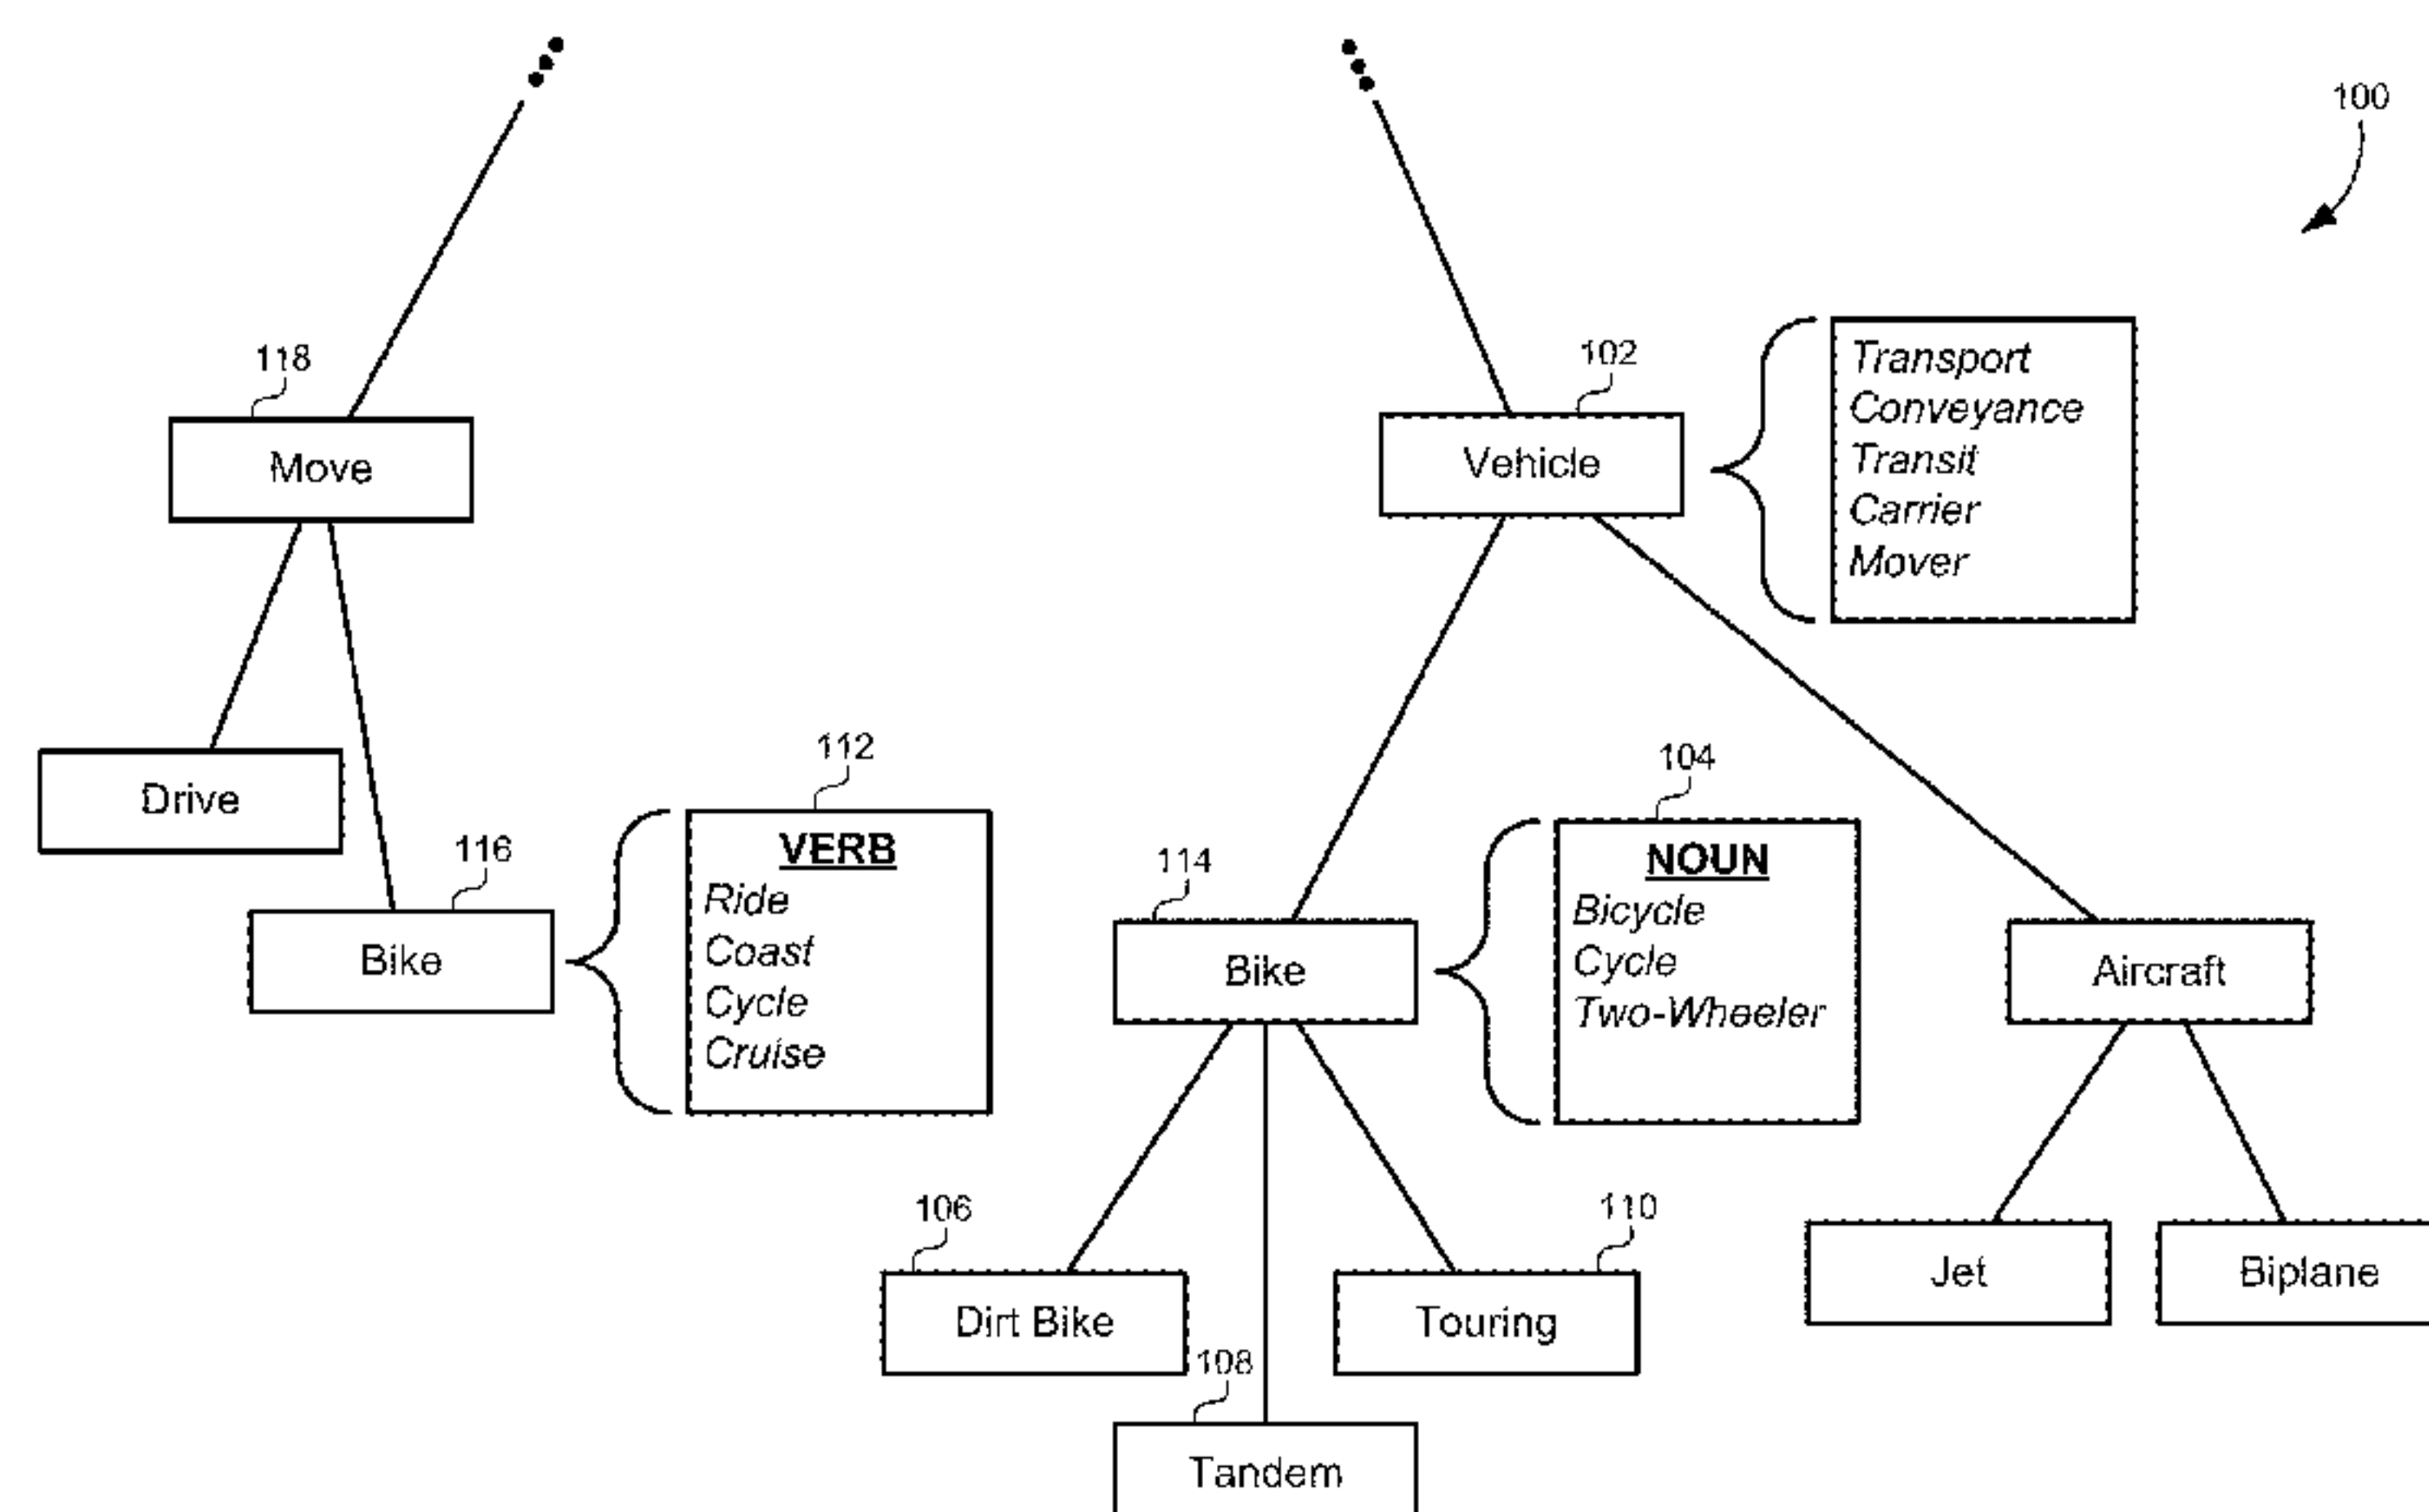 100
118
Move
102
Vehicle
Transport
Conveyance
Transit
Carrier
Mover
Drive
116
Bike
112
VERB
Ride
Coast
Cycle
Cruise
114
Bike
104
NOUN
Bicycle
Cycle
Two-Wheeler
Aircraft
106
Dirt Bike
108
Tandem
110
Touring
Jet
Biplane